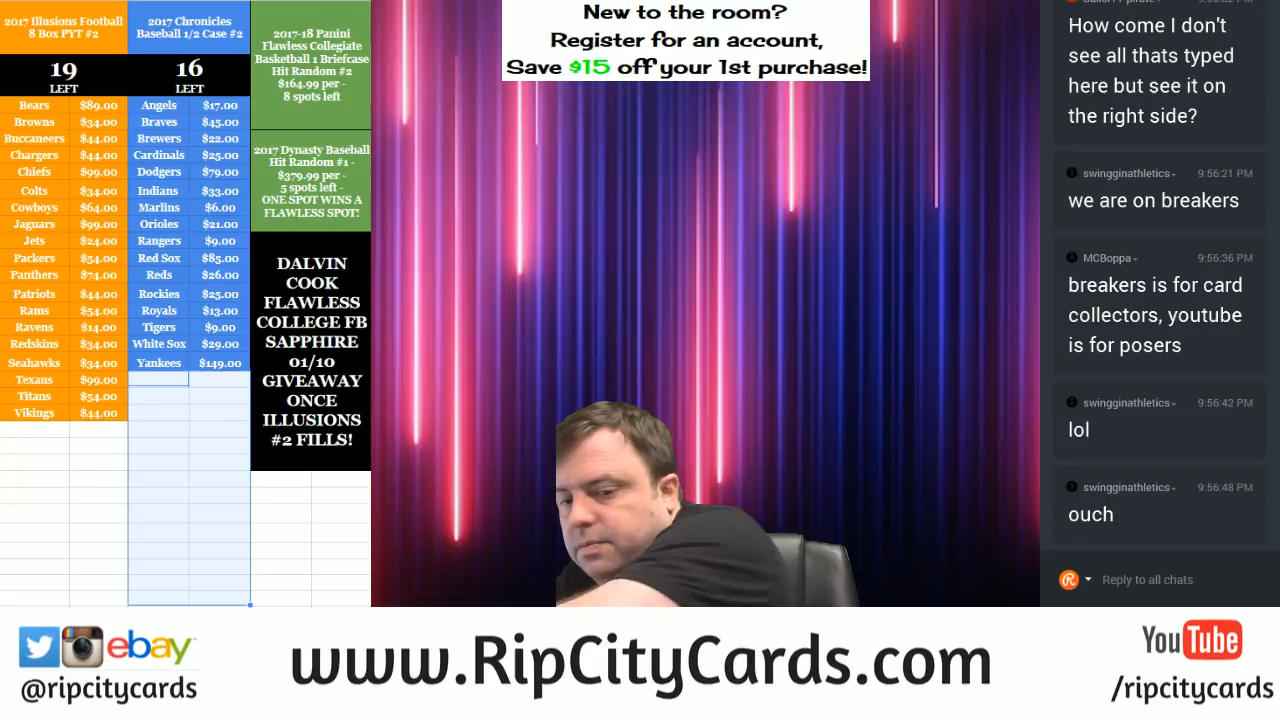 2017 Illusions Football
8 Box PYT #2
19
LEFT
Bears $89.00
Browns $34.00
Buccaneers $44.00
Chargers $44.00
Chiefs $99.00
Colts $34.00
Cowboys $64.00
Jaguars $99.00
Jets $24.00
Packers $54.00
Panthers $74.00
Patriots $44.00
Rams $54.00
Ravens $14.00
Redskins $34.00
Seahawks $34.00
Texans $99.00
Titans $54.00
Vikings $44.00
2017 Chronicles
Baseball 1/2 Case #2
16
LEFT
Angels $17.00
Braves $45.00
Brewers $22.00
Cardinals $25.00
Dodgers $79.00
Indians $33.00
Marlins $6.00
Orioles $21.00
Rangers $9.00
Red Sox $85.00
Reds $26.00
Rockies $25.00
Royals $13.00
Tigers $9.00
White Sox $29.00
Yankees $149.00
2017-18 Panini
Flawless Collegiate
Basketball 1 Briefcase
Hit Random #2
$164.99 per -
8 spots left
2017 Dynasty Baseball
Hit Random #1 -
$379.99 per -
5 spots left -
ONE SPOT WINS A
FLAWLESS SPOT!
DALVIN
COOK
FLAWLESS
COLLEGE FB
SAPPHIRE
01/10
GIVEAWAY
ONCE
ILLUSIONS
#2 FILLS!
New to the room?
Register for an account,
Save $15 off your 1st purchase!
How come I don't
see all thats typed
here but see it on
the right side?
swingginathletics 9:56:21 PM
we are on breakers
MCBoppa 9:56:36 PM
breakers is for card
collectors, youtube
is for posers
swingginathletics 9:56:42 PM
lol
swingginathletics 9:56:48 PM
ouch
Reply to all chats
ebay
@ripcitycards
www.RipCityCards.com
YouTube
/ripcitycards